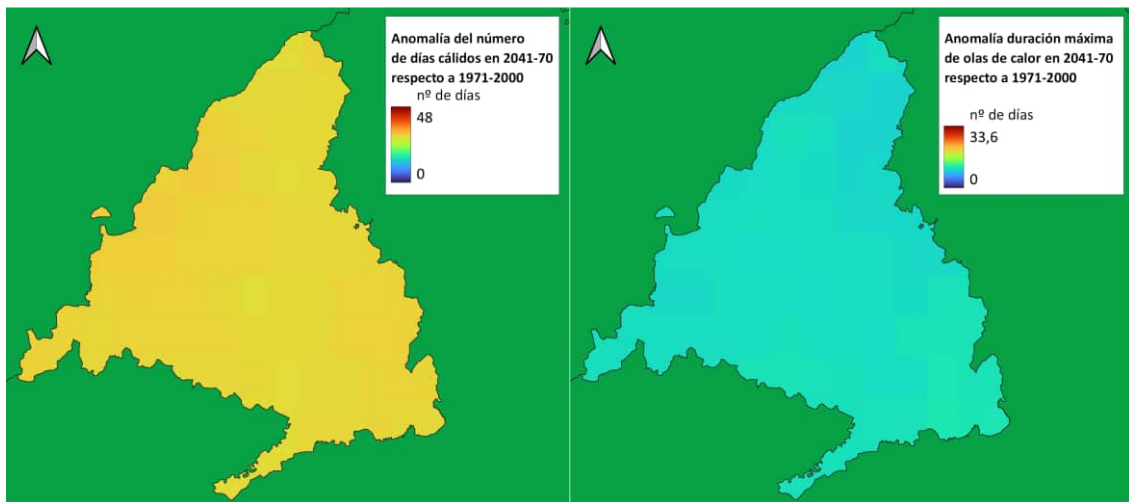 Anomalía del número
de días cálidos en 2041-70
respecto a 1971-2000
nº de días
48
0
Anomalía duración máxima
de olas de calor en 2041-70
respecto a 1971-2000
nº de días
33,6
0